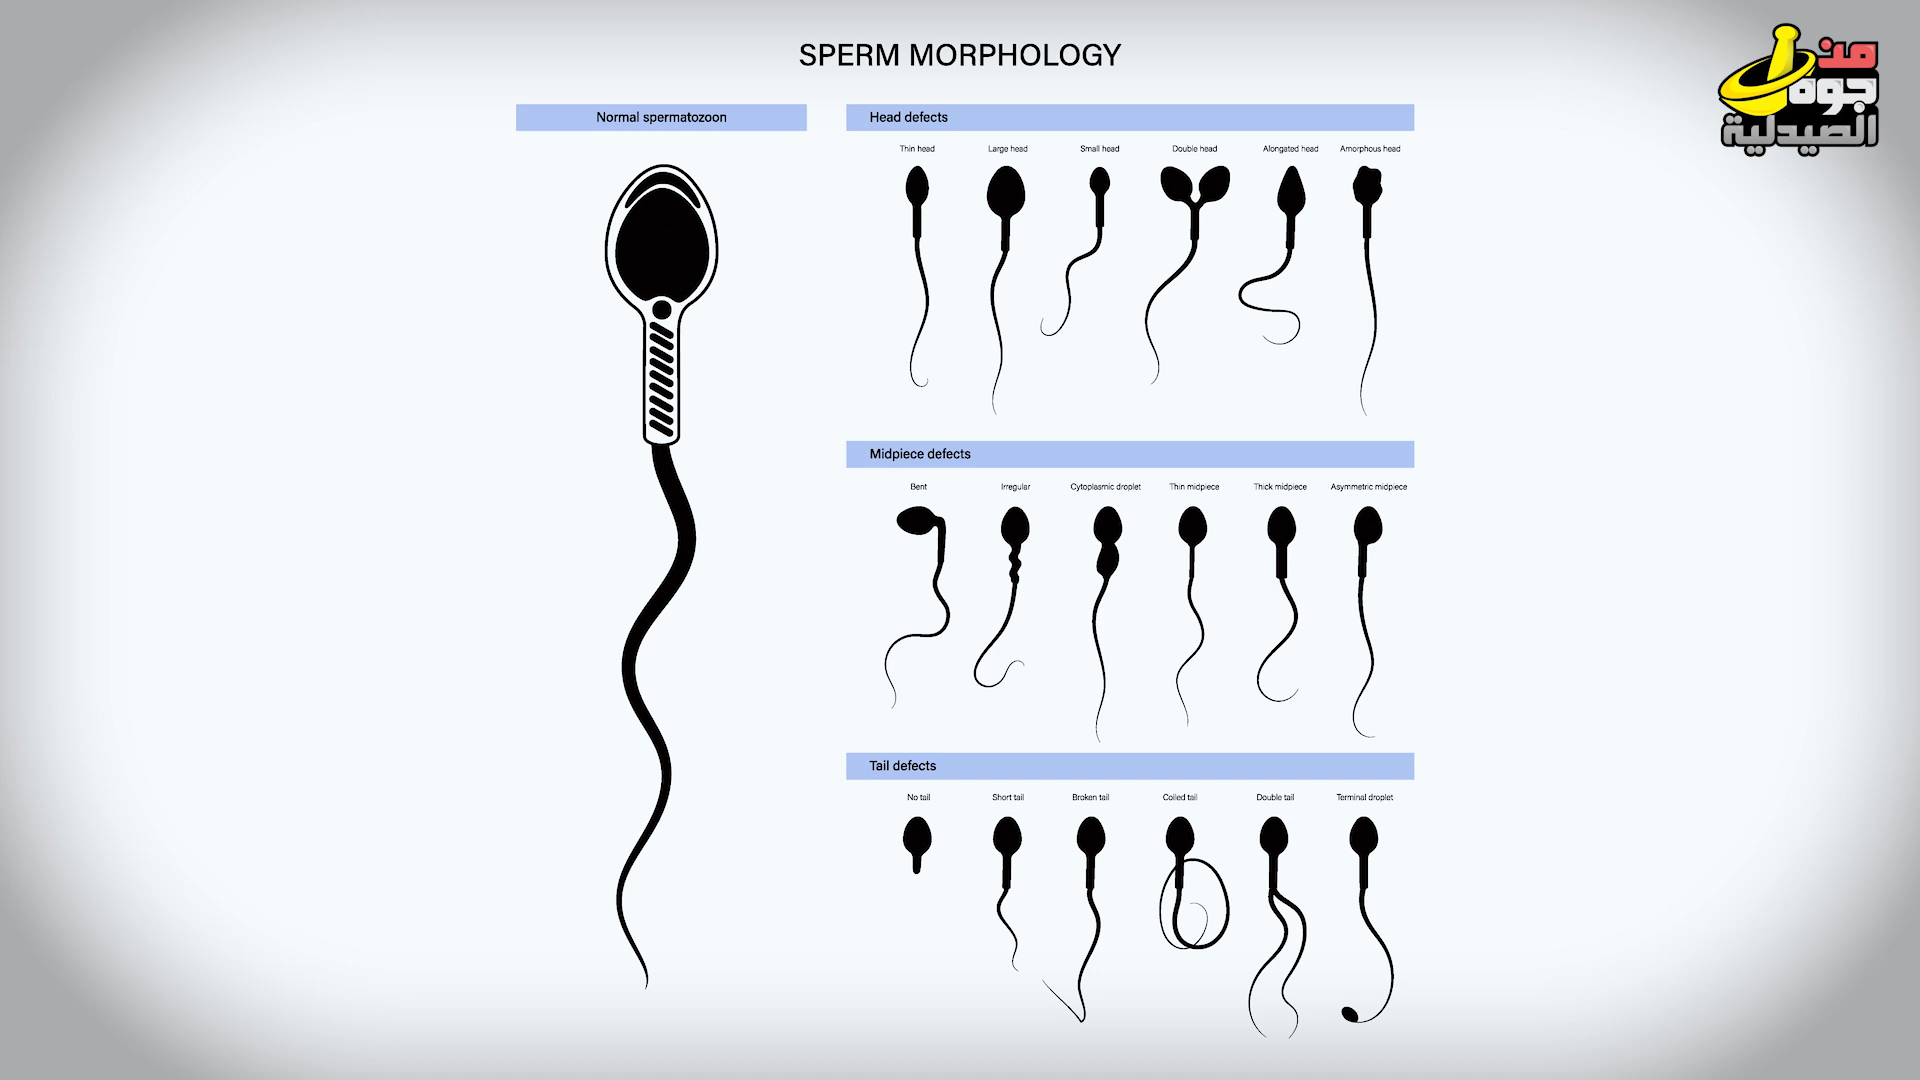 SPERM MORPHOLOGY
من
جوه
الصيدلية
Normal spermatozoon
Head defects
Thin head Large head Small head Double head Alongated head Amorphous head
Midpiece defects
Bent Irregular Cytoplasmic droplet Thin midpiece Thick midpiece Asymmetric midpiece
Tail defects
No tail Short tail Broken tail Coiled tail Double tail Terminal droplet